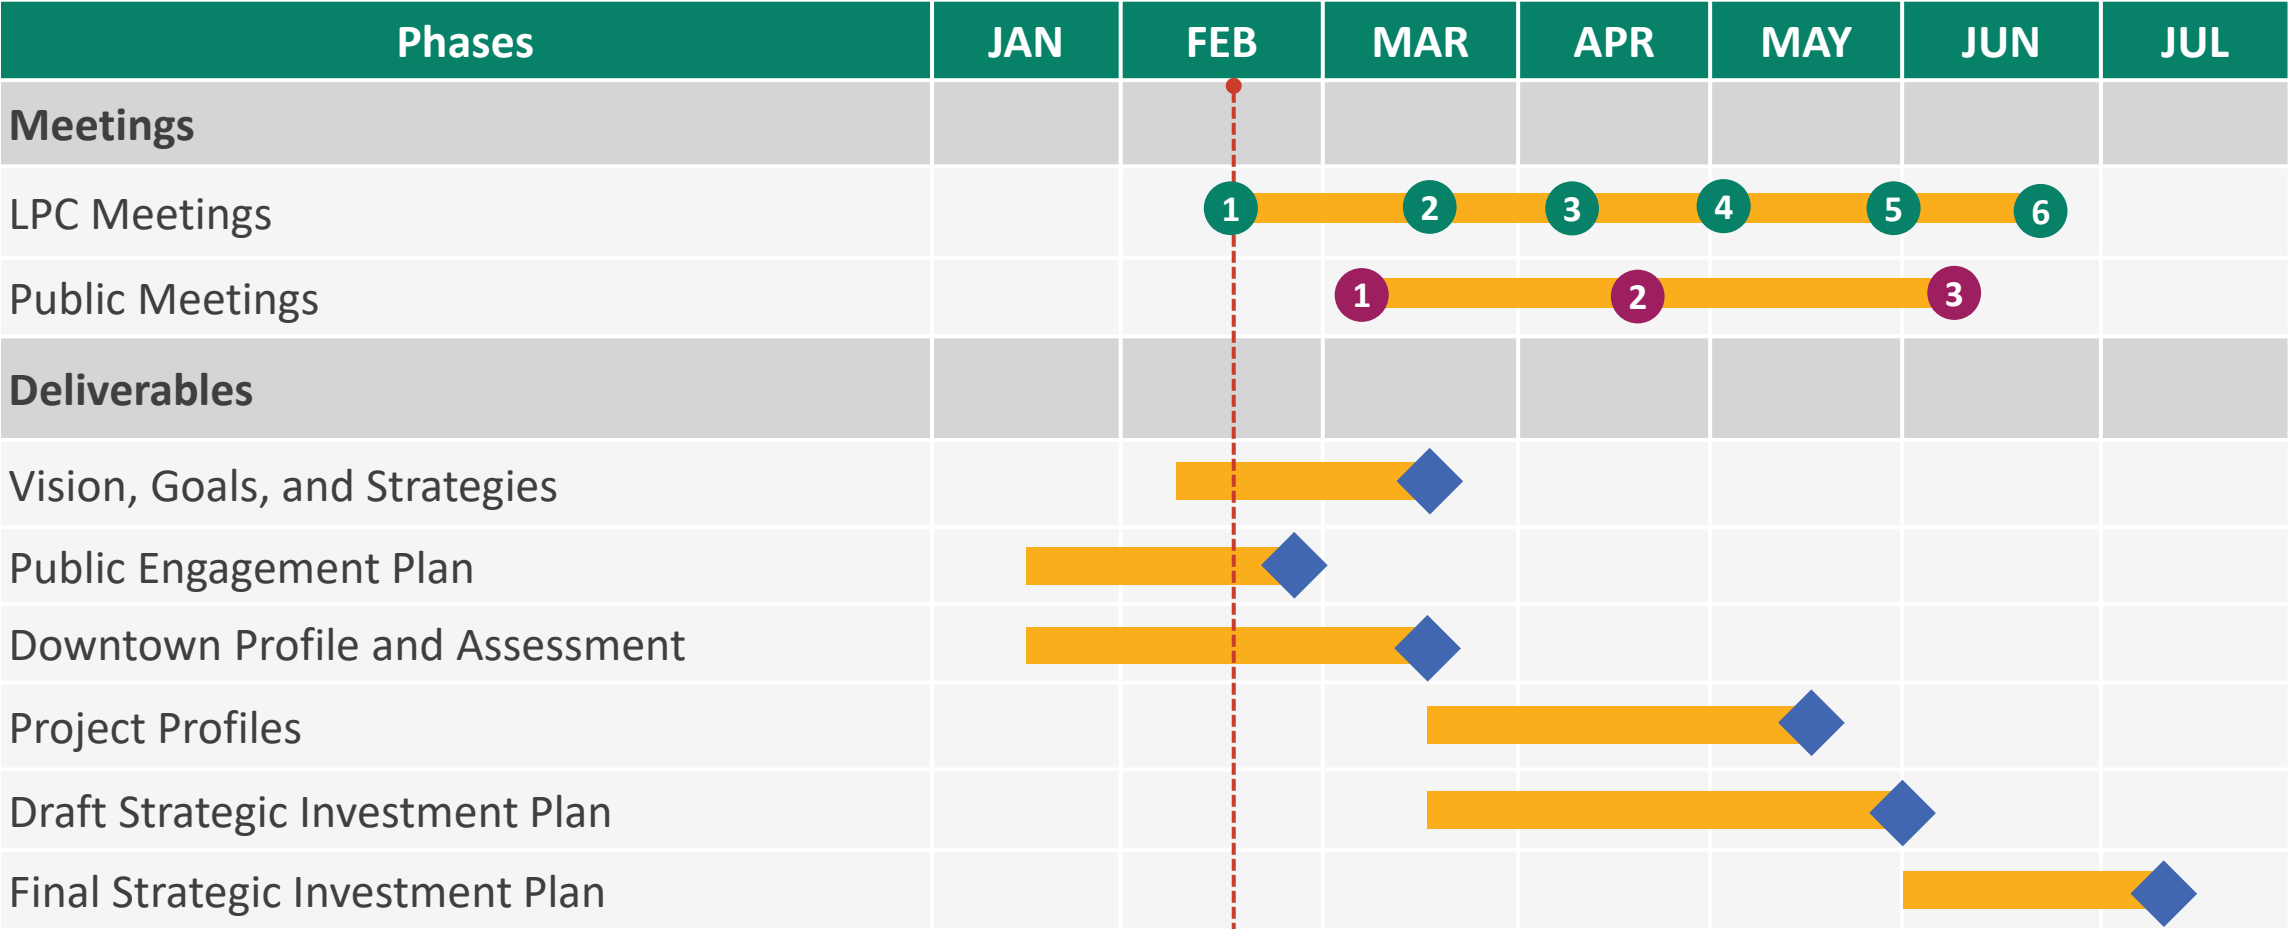 Phases JAN FEB MAR APR MAY JUN JUL
Meetings
LPC Meetings 1 2 3 4 5 6
Public Meetings 1 2 3
Deliverables
Vision, Goals, and Strategies
Public Engagement Plan
Downtown Profile and Assessment
Project Profiles
Draft Strategic Investment Plan
Final Strategic Investment Plan